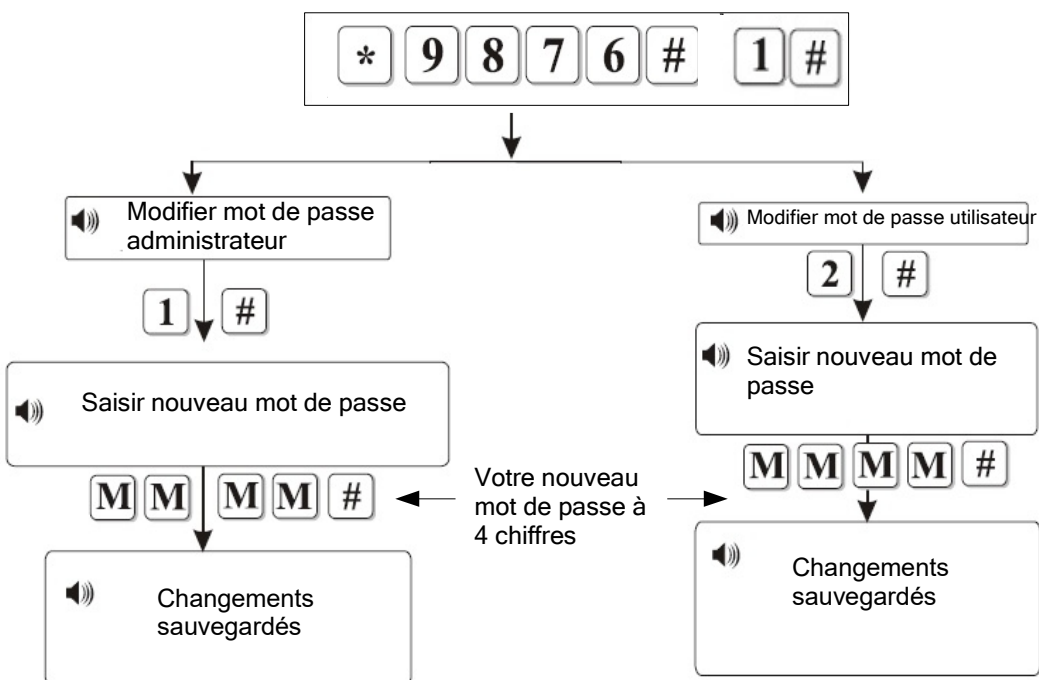 * 9 8 7 6 # 1 #
Modifier mot de passe
administrateur
1 #
Saisir nouveau mot de passe
M M M M #
Changements
sauvegardés
Votre nouveau
mot de passe à
4 chiffres
Modifier mot de passe utilisateur
2 #
Saisir nouveau mot de
passe
M M M M #
Changements
sauvegardés